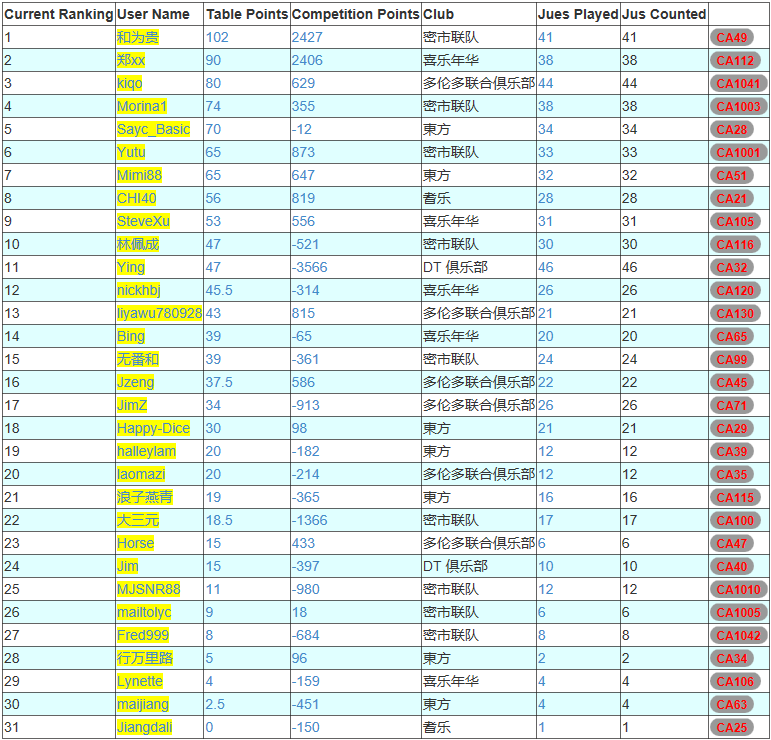 Current Ranking User Name Table Points Competition Points Club Jues Played Jus Counted
1 和为贵 102 2427 密市联队 41 41 CA49
2 郑xx 90 2406 喜乐年华 38 38 CA112
3 kiqo 80 629 多伦多联合俱乐部 44 44 CA1041
4 Morina1 74 355 密市联队 38 38 CA1003
5 Sayc_Basic 70 -12 東方 34 34 CA28
6 Yutu 65 873 密市联队 33 33 CA1001
7 Mimi88 65 647 東方 32 32 CA51
8 CHI40 56 819 耆乐 28 28 CA21
9 SteveXu 53 556 喜乐年华 31 31 CA105
10 林佩成 47 -521 密市联队 30 30 CA116
11 Ying 47 -3566 DT 俱乐部 46 46 CA32
12 nickhbj 45.5 -314 喜乐年华 26 26 CA120
13 liyawu780928 43 815 多伦多联合俱乐部 21 21 CA130
14 Bing 39 -65 喜乐年华 20 20 CA65
15 无番和 39 -361 密市联队 24 24 CA99
16 Jzeng 37.5 586 多伦多联合俱乐部 22 22 CA45
17 JimZ 34 -913 多伦多联合俱乐部 26 26 CA71
18 Happy-Dice 30 98 東方 21 21 CA29
19 halleylam 20 -182 東方 12 12 CA39
20 laomazi 20 -214 多伦多联合俱乐部 12 12 CA35
21 浪子燕青 19 -365 東方 16 16 CA115
22 大三元 18.5 -1366 密市联队 17 17 CA100
23 Horse 15 433 多伦多联合俱乐部 6 6 CA47
24 Jim 15 -397 DT 俱乐部 10 10 CA40
25 MJSNR88 11 -980 密市联队 12 12 CA1010
26 mailtolyc 9 18 密市联队 6 6 CA1005
27 Fred999 8 -684 密市联队 8 8 CA1042
28 行万里路 5 96 東方 2 2 CA34
29 Lynette 4 -159 喜乐年华 4 4 CA106
30 maijiang 2.5 -451 東方 4 4 CA63
31 Jiangdali 0 -150 耆乐 1 1 CA25